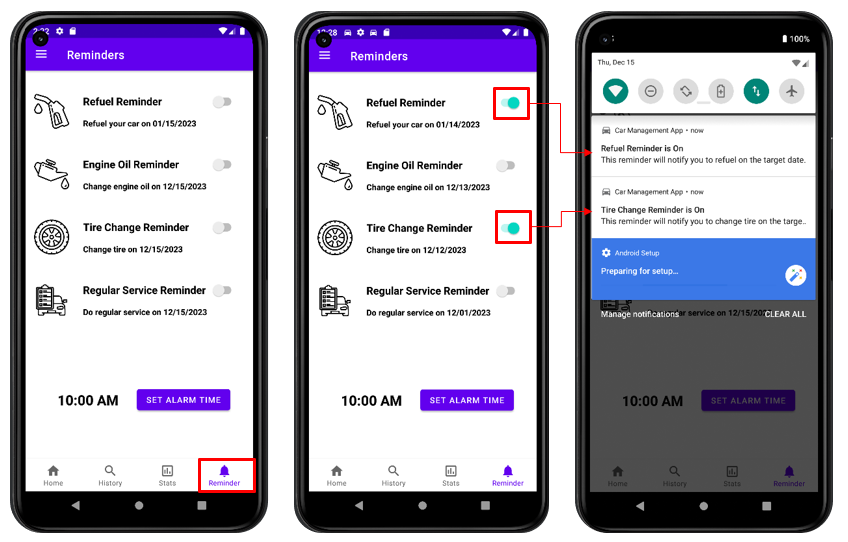 2:22
Reminders
Refuel Reminder
Refuel your car on 01/15/2023
Engine Oil Reminder
Change engine oil on 12/15/2023
Tire Change Reminder
Change tire on 12/15/2023
Regular Service Reminder
Do regular service on 12/15/2023
10:00 AM
SET ALARM TIME
Home
History
Stats
Reminder
:28
Reminders
Refuel Reminder
Refuel your car on 01/14/2023
Engine Oil Reminder
Change engine oil on 12/13/2023
Tire Change Reminder
Change tire on 12/12/2023
Regular Service Reminder
Do regular service on 12/01/2023
10:00 AM
SET ALARM TIME
Home
History
Stats
Reminder
100%
Thu, Dec 15
Car Management App • now
Refuel Reminder is On
This reminder will notify you to refuel on the target date.
Car Management App • now
Tire Change Reminder is On
This reminder will notify you to change tire on the targe..
Android Setup
Preparing for setup...
Manage notifications
CLEAR ALL
service on 12/15/202
10:00 AM
SET ALARM TIME
Home
History
Stats
Reminder